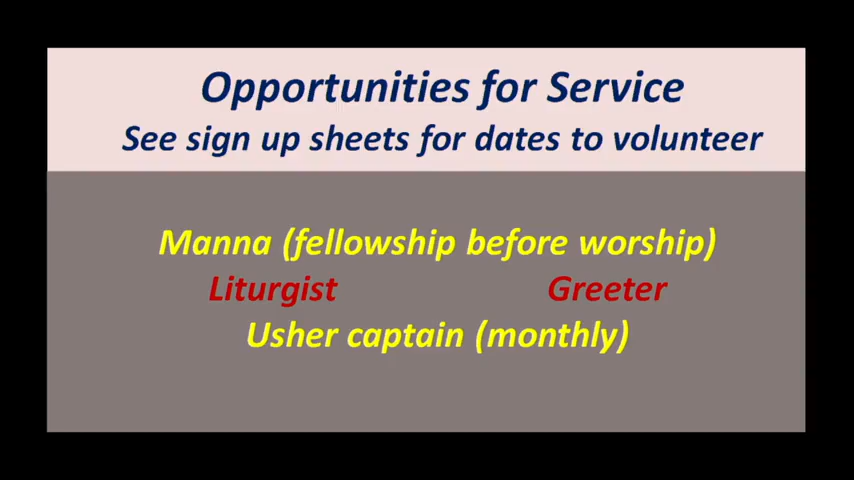 Opportunities for Service
See sign up sheets for dates to volunteer
Manna (fellowship before worship)
Liturgist Greeter
Usher captain (monthly)